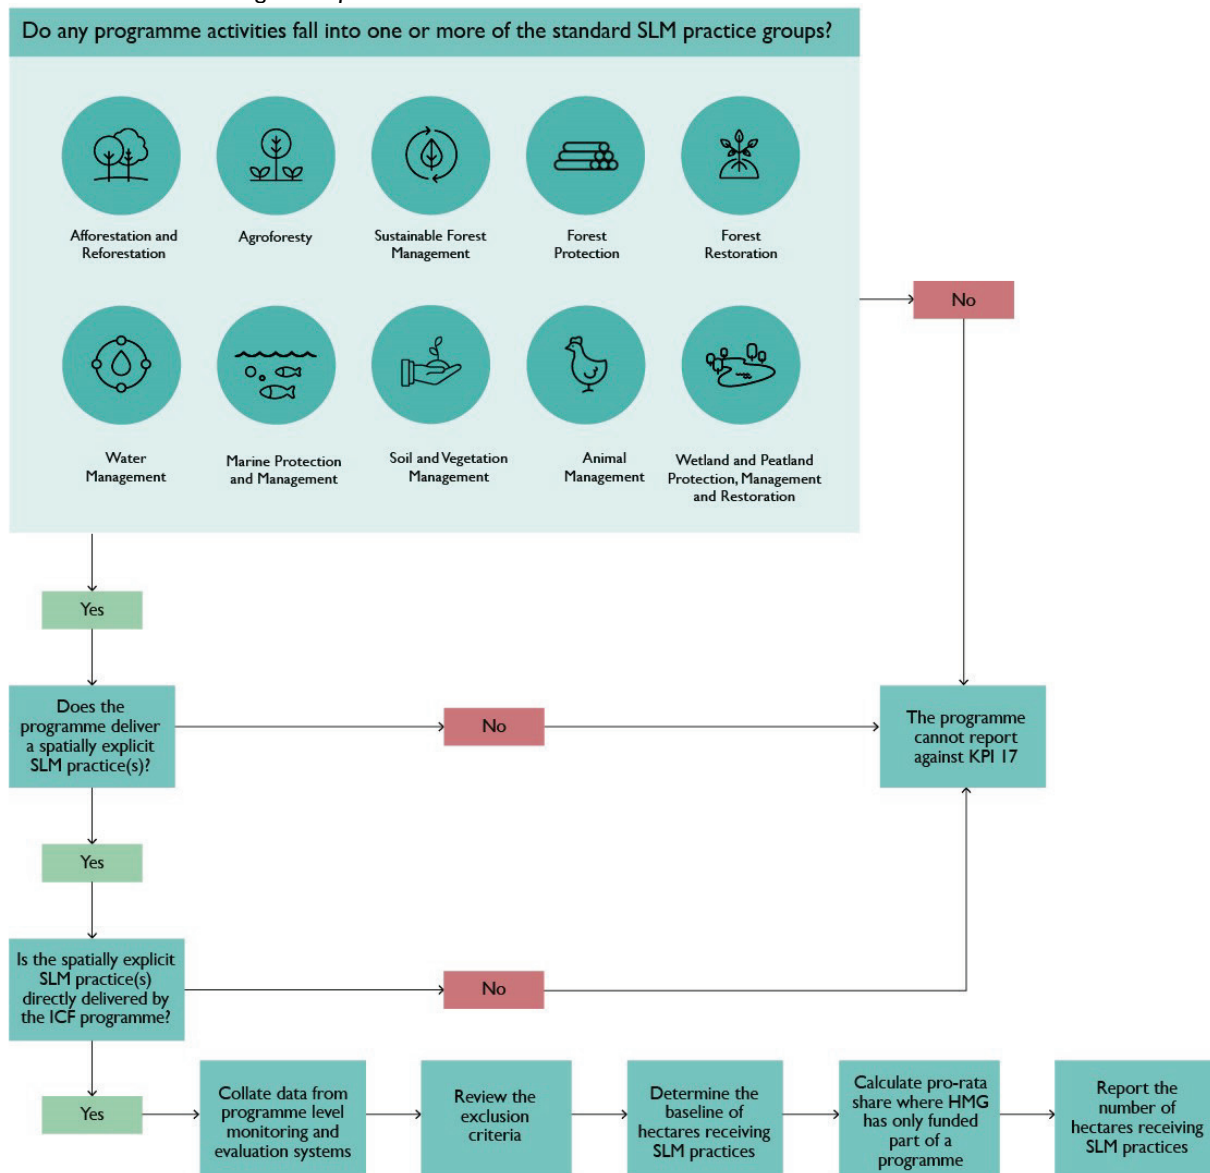 Do any programme activities fall into one or more of the standard SLM practice groups?
Afforestation and
Reforestation
Agroforesty
Sustainable Forest
Management
Forest
Protection
Forest
Restoration
No
Water
Management
Marine Protection
and Management
Soil and Vegetation
Management
Animal
Management
Wetland and Peatland
Protection, Management
and Restoration
Yes
Does the
programme deliver
a spatially explicit
SLM practice(s)?
No
The programme
cannot report
against KPI 17
Yes
Is the spatially explicit
SLM practice(s)
directly delivered by
the ICF programme?
No
Yes
Collate data from
programme level
monitoring and
evaluation systems
Review the
exclusion
criteria
Determine the
baseline of
hectares receiving
SLM practices
Calculate pro-rata
share where HMG
has only funded
part of a
programme
Report the
number of
hectares receiving
SLM practices